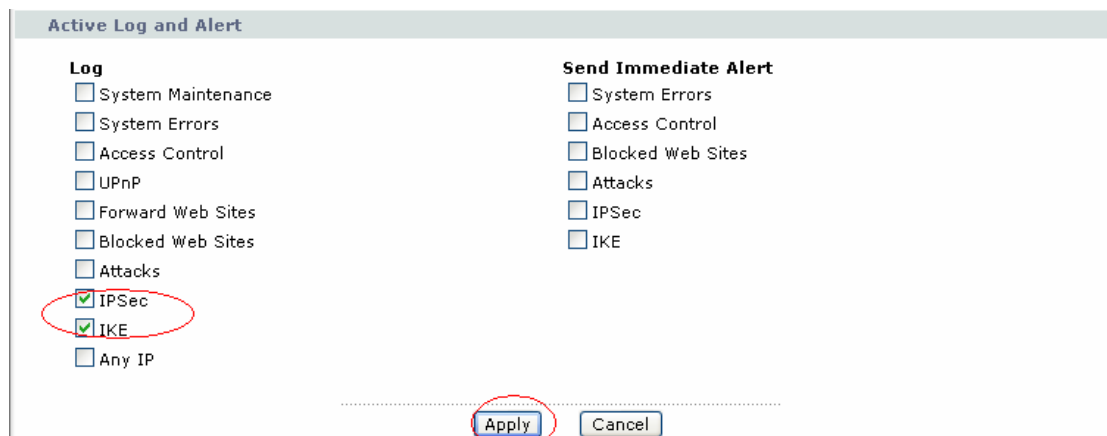 Active Log and Alert
Log
System Maintenance
System Errors
Access Control
UPnP
Forward Web Sites
Blocked Web Sites
Attacks
IPSec
IKE
Any IP
Send Immediate Alert
System Errors
Access Control
Blocked Web Sites
Attacks
IPSec
IKE
Apply
Cancel